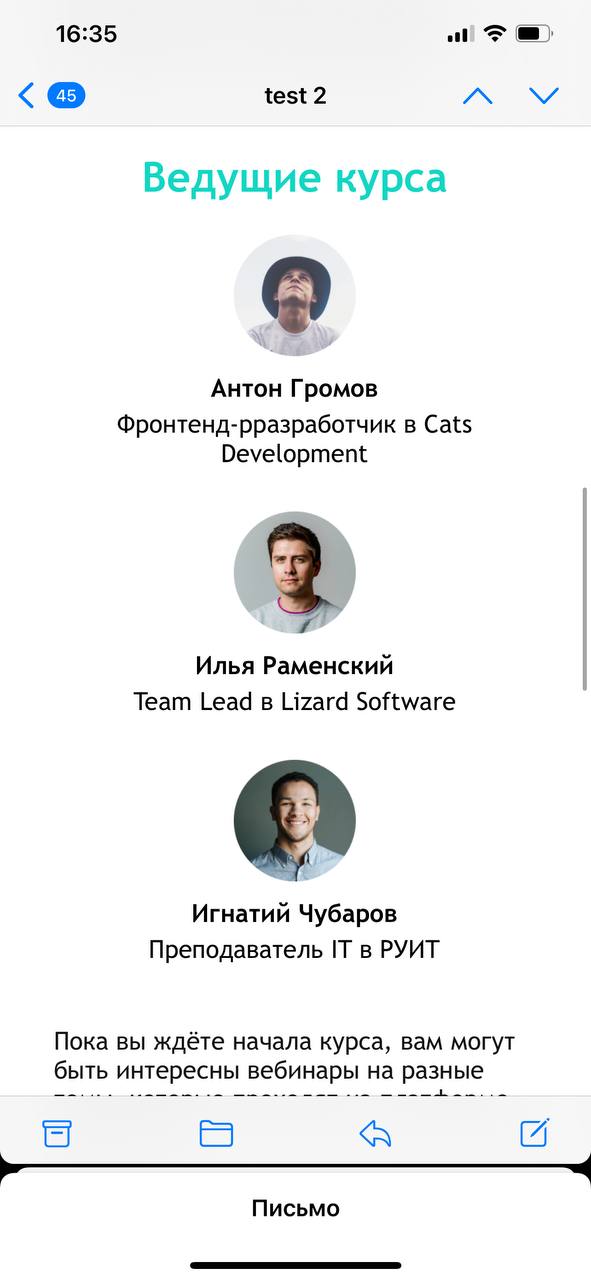 16:35
45
test 2
Ведущие курса
Антон Громов
Фронтенд-рразработчик в Cats
Development
Илья Раменский
Team Lead в Lizard Software
Игнатий Чубаров
Преподаватель IT в РУИТ
Пока вы ждёте начала курса, вам могут
быть интересны вебинары на разные
Письмо